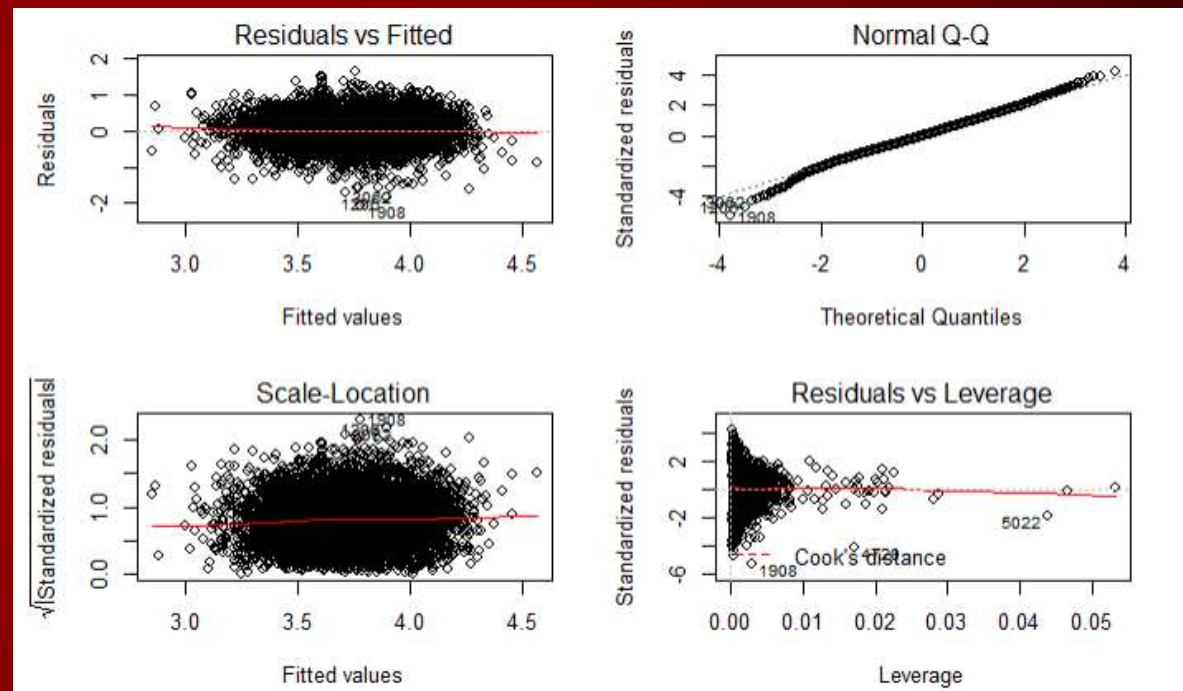 Residuals vs Fitted
Residuals
2
1
0
-2
1908
3.0 3.5 4.0 4.5
Fitted values
Normal Q-Q
Standardized residuals
4
2
0
-4
1908
-4 -2 0 2 4
Theoretical Quantiles
Scale-Location
√|Standardized residuals|
2.0
1.0
0.0
1908
3.0 3.5 4.0 4.5
Fitted values
Residuals vs Leverage
Standardized residuals
2
-2
-6
5022
Cook's distance
1908
0.00 0.01 0.02 0.03 0.04 0.05
Leverage